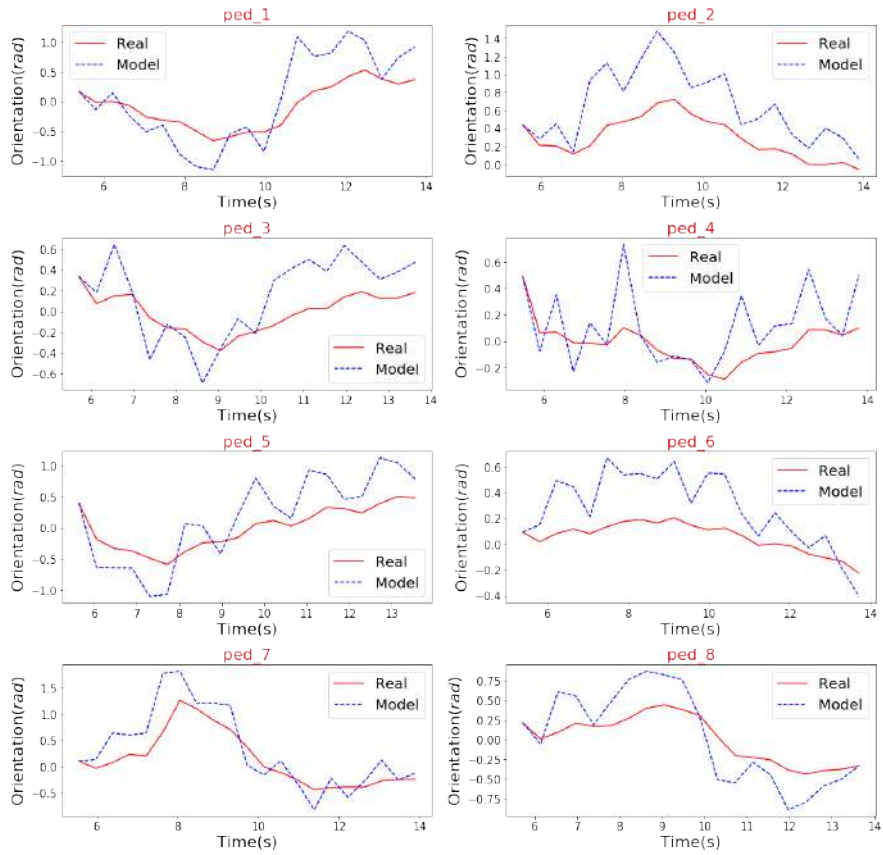 ped_1
Orientation(rad)
1.0
0.5
0.0
−0.5
−1.0
Real
Model
6 8 10 12 14
Time(s)
ped_2
Orientation(rad)
1.4
1.2
1.0
0.8
0.6
0.4
0.2
0.0
Real
Model
6 8 10 12 14
Time(s)
ped_3
Orientation(rad)
0.6
0.4
0.2
0.0
−0.2
−0.4
−0.6
Real
Model
6 7 8 9 10 11 12 13 14
Time(s)
ped_4
Orientation(rad)
0.6
0.4
0.2
0.0
−0.2
Real
Model
6 8 10 12 14
Time(s)
ped_5
Orientation(rad)
1.0
0.5
0.0
−0.5
−1.0
Real
Model
6 7 8 9 10 11 12 13
Time(s)
ped_6
Orientation(rad)
0.6
0.4
0.2
0.0
−0.2
−0.4
Real
Model
6 8 10 12 14
Time(s)
ped_7
Orientation(rad)
1.5
1.0
0.5
0.0
−0.5
Real
Model
6 8 10 12 14
Time(s)
ped_8
Orientation(rad)
0.75
0.50
0.25
0.00
−0.25
−0.50
−0.75
Real
Model
6 7 8 9 10 11 12 13 14
Time(s)